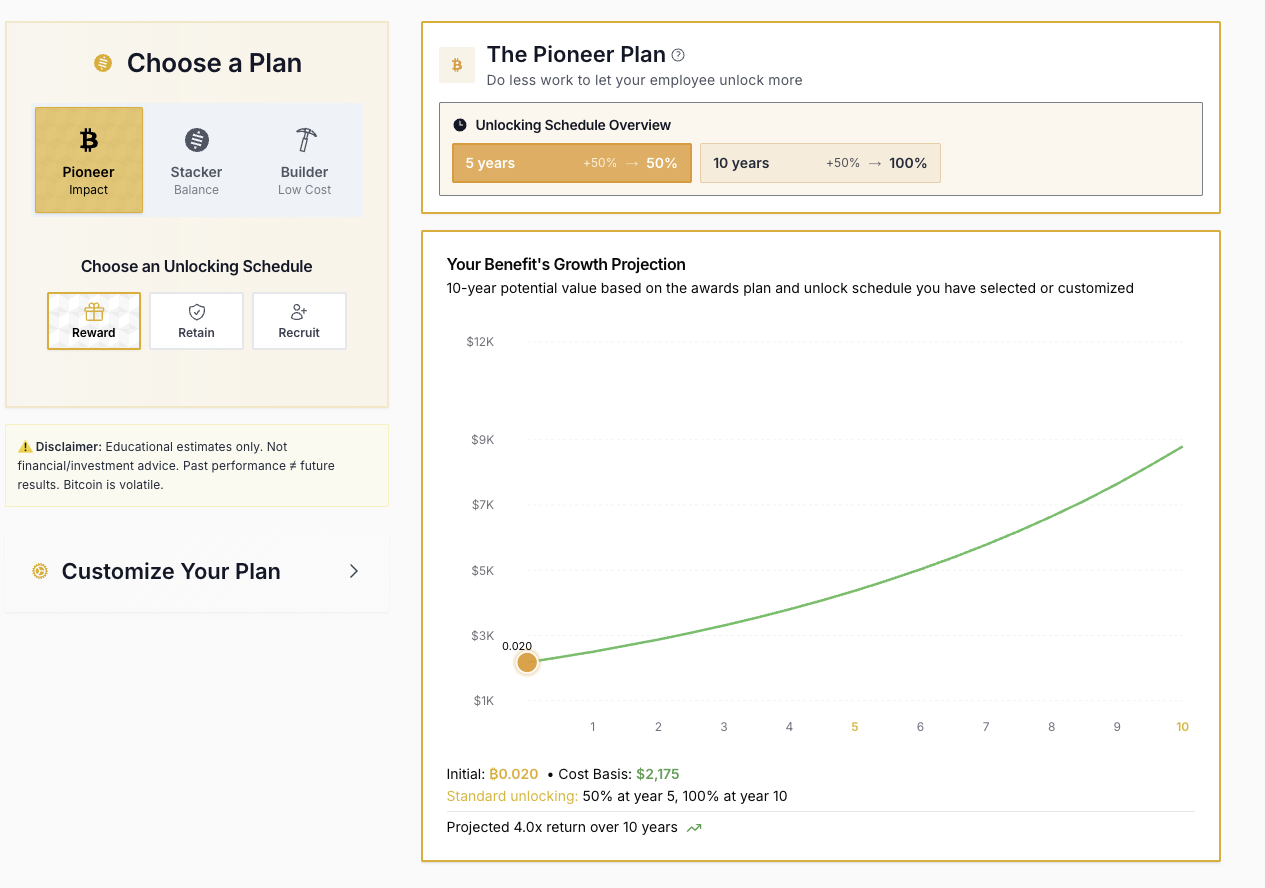 Choose a Plan
Pioneer
Impact
Stacker
Balance
Builder
Low Cost
Choose an Unlocking Schedule
Reward
Retain
Recruit
⚠️ Disclaimer: Educational estimates only. Not
financial/investment advice. Past performance ≠ future
results. Bitcoin is volatile.
Customize Your Plan
The Pioneer Plan
Do less work to let your employee unlock more
Unlocking Schedule Overview
5 years +50% → 50%
10 years +50% → 100%
Your Benefit's Growth Projection
10-year potential value based on the awards plan and unlock schedule you have selected or customized
$12K
$9K
$7K
$5K
$3K
0.020
$1K
1 2 3 4 5 6 7 8 9 10
Initial: ₿0.020 • Cost Basis: $2,175
Standard unlocking: 50% at year 5, 100% at year 10
Projected 4.0x return over 10 years